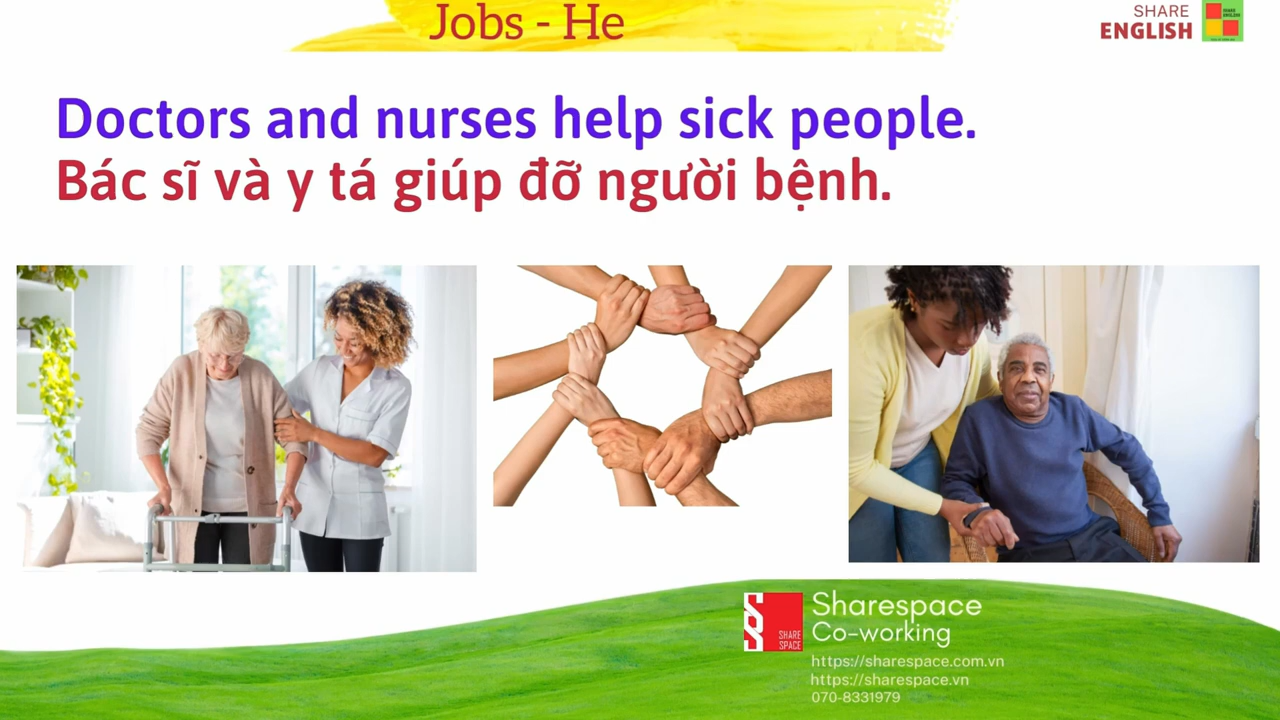 Jobs - He
SHARE
ENGLISH
Doctors and nurses help sick people.
Bác sĩ và y tá giúp đỡ người bệnh.
SHARE
SPACE
Sharespace
Co-working
https://sharespace.com.vn
https://sharespace.vn
070-8331979